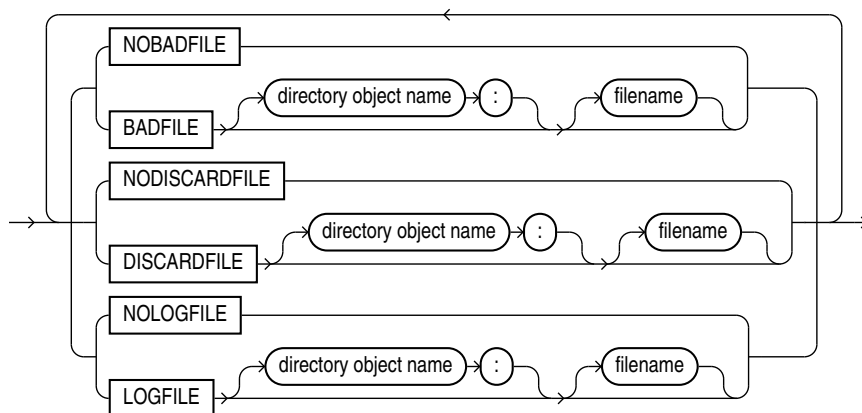 NOBADFILE
directory object name : filename
BADFILE
NODISCARDFILE
directory object name : filename
DISCARDFILE
NOLOGFILE
directory object name : filename
LOGFILE